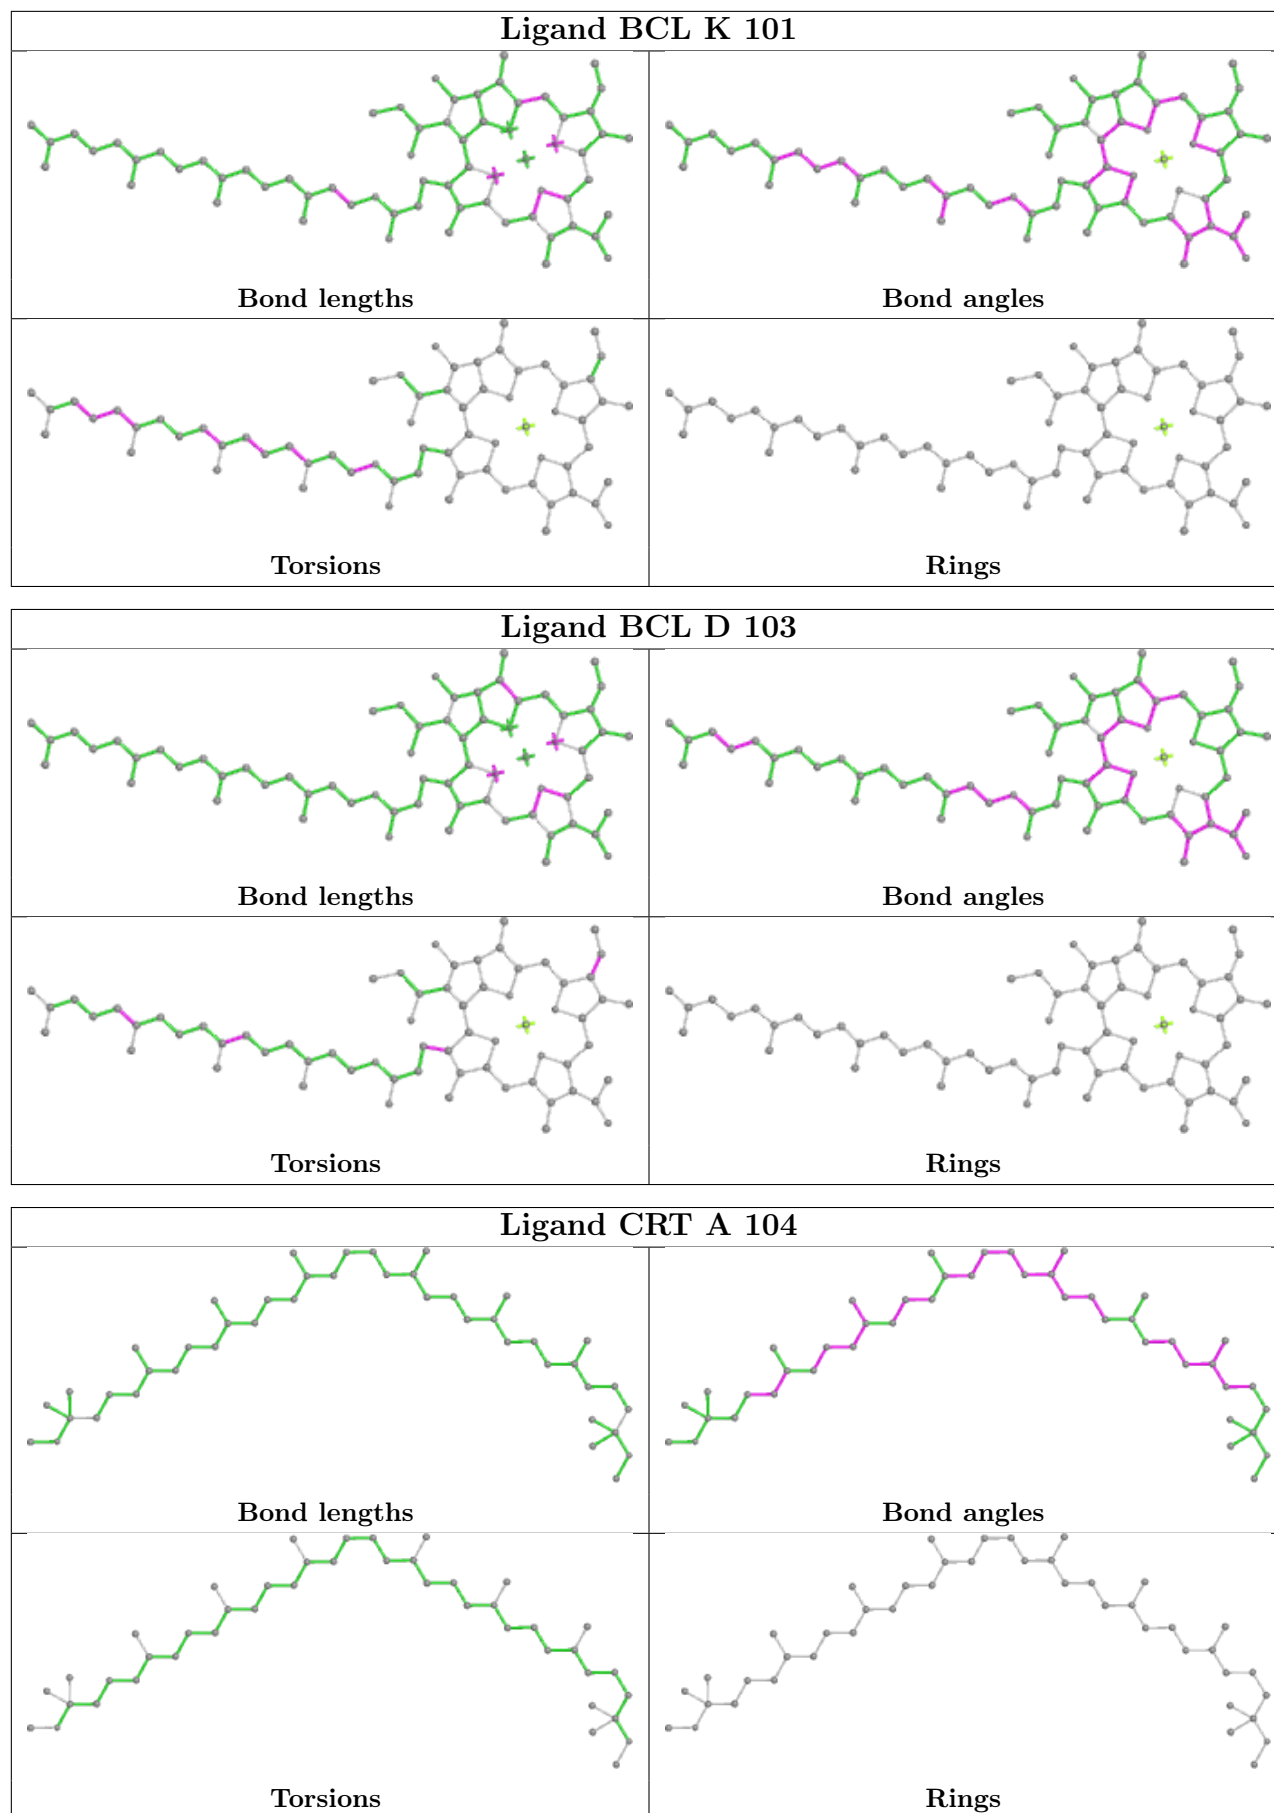 Ligand BCL K 101
Bond lengths
Bond angles
Torsions
Rings
Ligand BCL D 103
Bond lengths
Bond angles
Torsions
Rings
Ligand CRT A 104
Bond lengths
Bond angles
Torsions
Rings